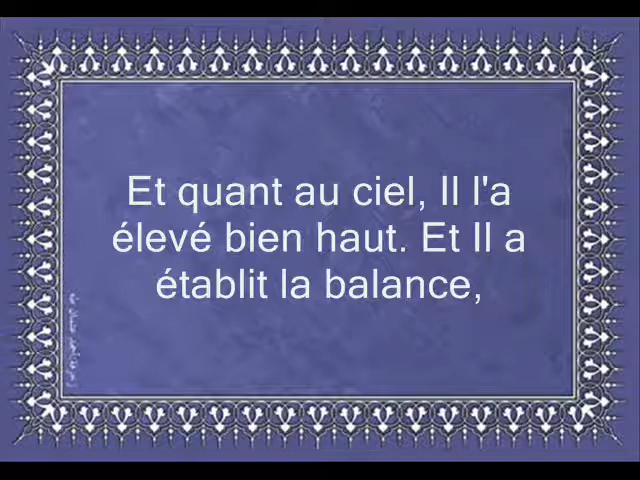 Et quant au ciel, Il l'a
élevé bien haut. Et Il a
établit la balance,